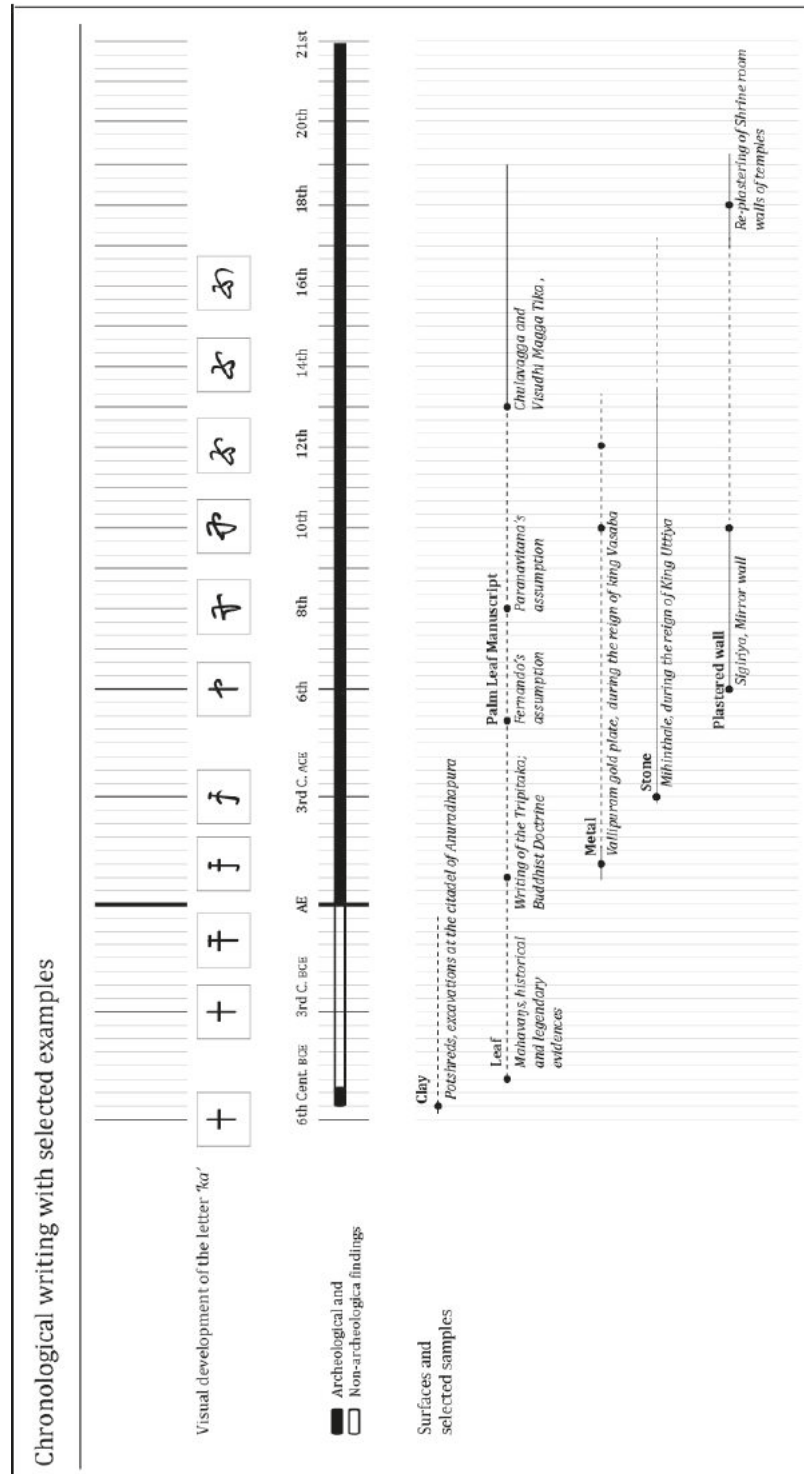 Chronological writing with selected examples
Visual development of the letter 'ka'
6th Cent. BCE
3rd C. BCE
AE
3rd C. ACE
6th
8th
10th
12th
14th
16th
18th
20th
21st
Archeological and
Non-archeologica findings
Surfaces and
selected samples
Clay
Potshreds, excavations at the citadel of Anuradhapura
Leaf
Mahavaṃs, historical
and legendary
evidences
Writing of the Tripitaka;
Buddhist Doctrine
Palm Leaf Manuscript
Fernando's
assumption
Paranavitana's
assumption
Chulavagga and
Visudhi Magga Tika ,
Metal
Vallipuram gold plate, during the reign of king Vasaba
Stone
Mihinthale, during the reign of King Uttiya
Plastered wall
Sigiriya, Mirror wall
Re-plastering of Shrine room
walls of temples